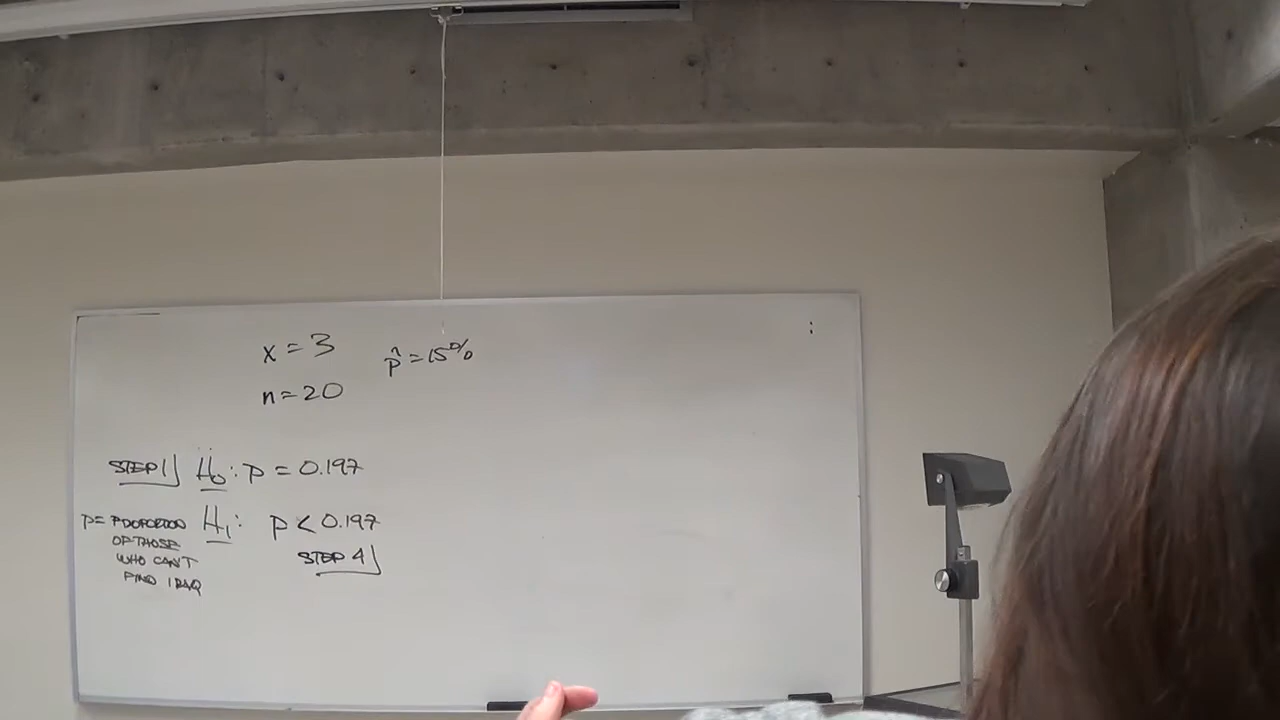 x = 3
p̂ = 15%
n = 20
STEP 1 H₀: p = 0.197
p = PROPORTION H₁: p < 0.197
OF THOSE
WHO CAN'T
FIND IRAQ
STEP 4